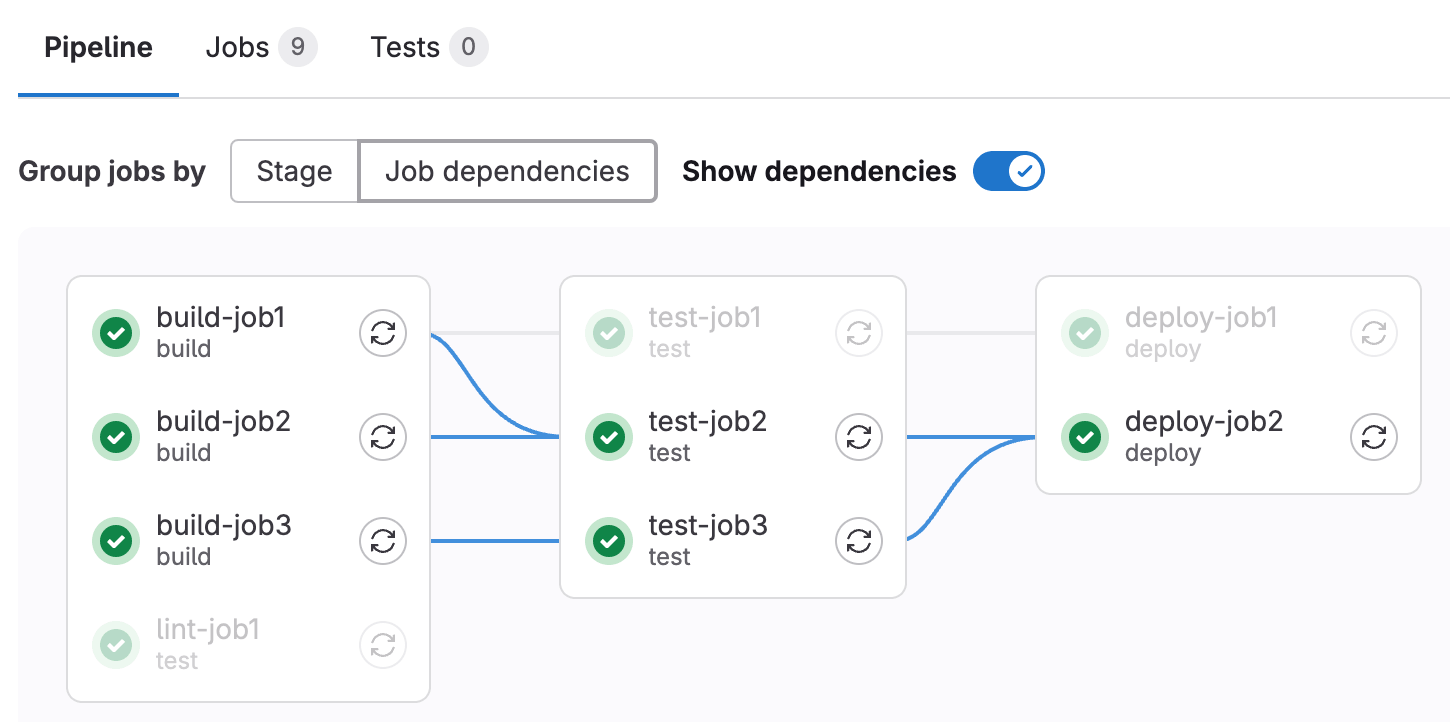 Pipeline Jobs 9 Tests 0
Group jobs by Stage Job dependencies Show dependencies
build-job1
build
build-job2
build
build-job3
build
lint-job1
test
test-job1
test
test-job2
test
test-job3
test
deploy-job1
deploy
deploy-job2
deploy